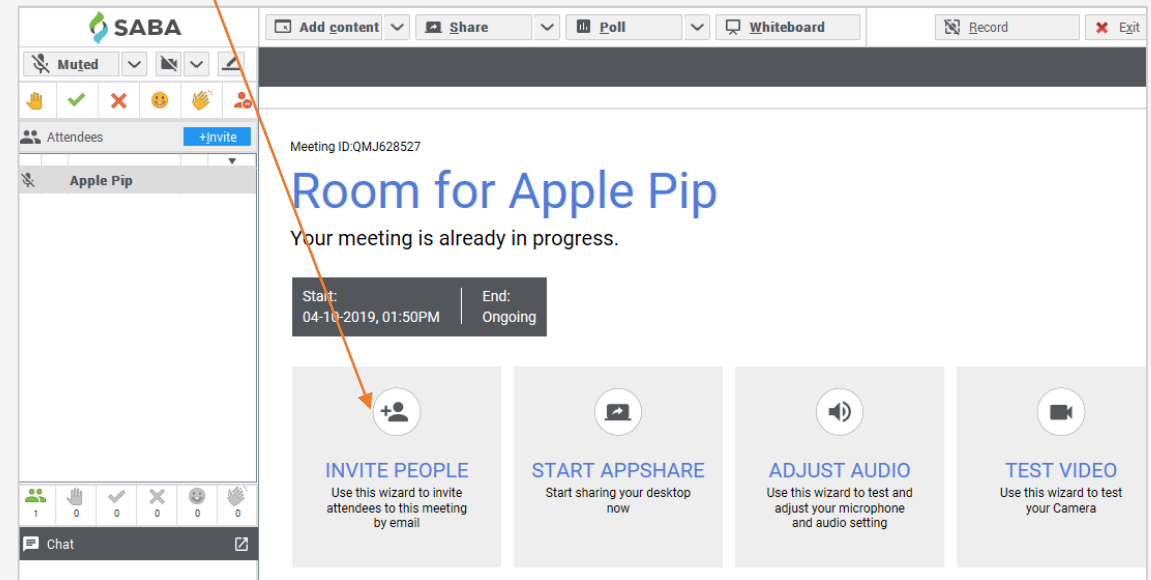 SABA
Add content
Share
Poll
Whiteboard
Record
Exit
Muted
Attendees
+Invite
Apple Pip
Meeting ID:QMJ628527
Room for Apple Pip
Your meeting is already in progress.
Start:
04-10-2019, 01:50PM
End:
Ongoing
INVITE PEOPLE
Use this wizard to invite
attendees to this meeting
by email
START APPSHARE
Start sharing your desktop
now
ADJUST AUDIO
Use this wizard to test and
adjust your microphone
and audio setting
TEST VIDEO
Use this wizard to test
your Camera
1 0 0 0 0 0
Chat